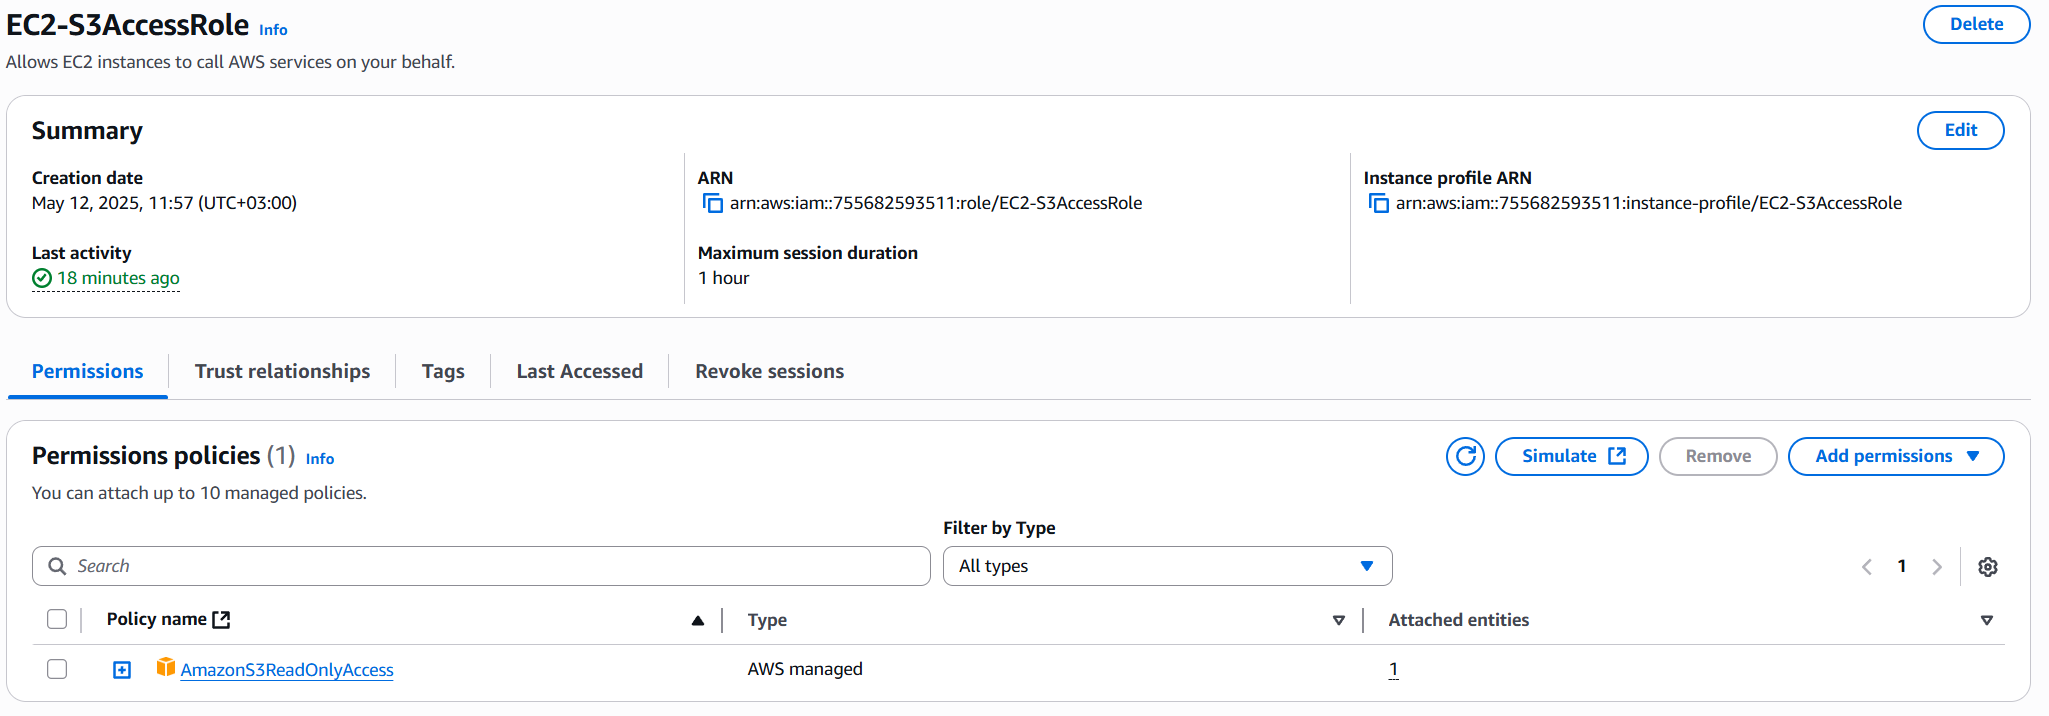 EC2-S3AccessRole Info
Delete
Allows EC2 instances to call AWS services on your behalf.
Summary
Edit
Creation date
May 12, 2025, 11:57 (UTC+03:00)
ARN
arn:aws:iam::755682593511:role/EC2-S3AccessRole
Instance profile ARN
arn:aws:iam::755682593511:instance-profile/EC2-S3AccessRole
Last activity
18 minutes ago
Maximum session duration
1 hour
Permissions Trust relationships Tags Last Accessed Revoke sessions
Permissions policies (1) Info
Simulate Remove Add permissions
You can attach up to 10 managed policies.
Filter by Type
Search All types 1
Policy name Type Attached entities
AmazonS3ReadOnlyAccess AWS managed 1